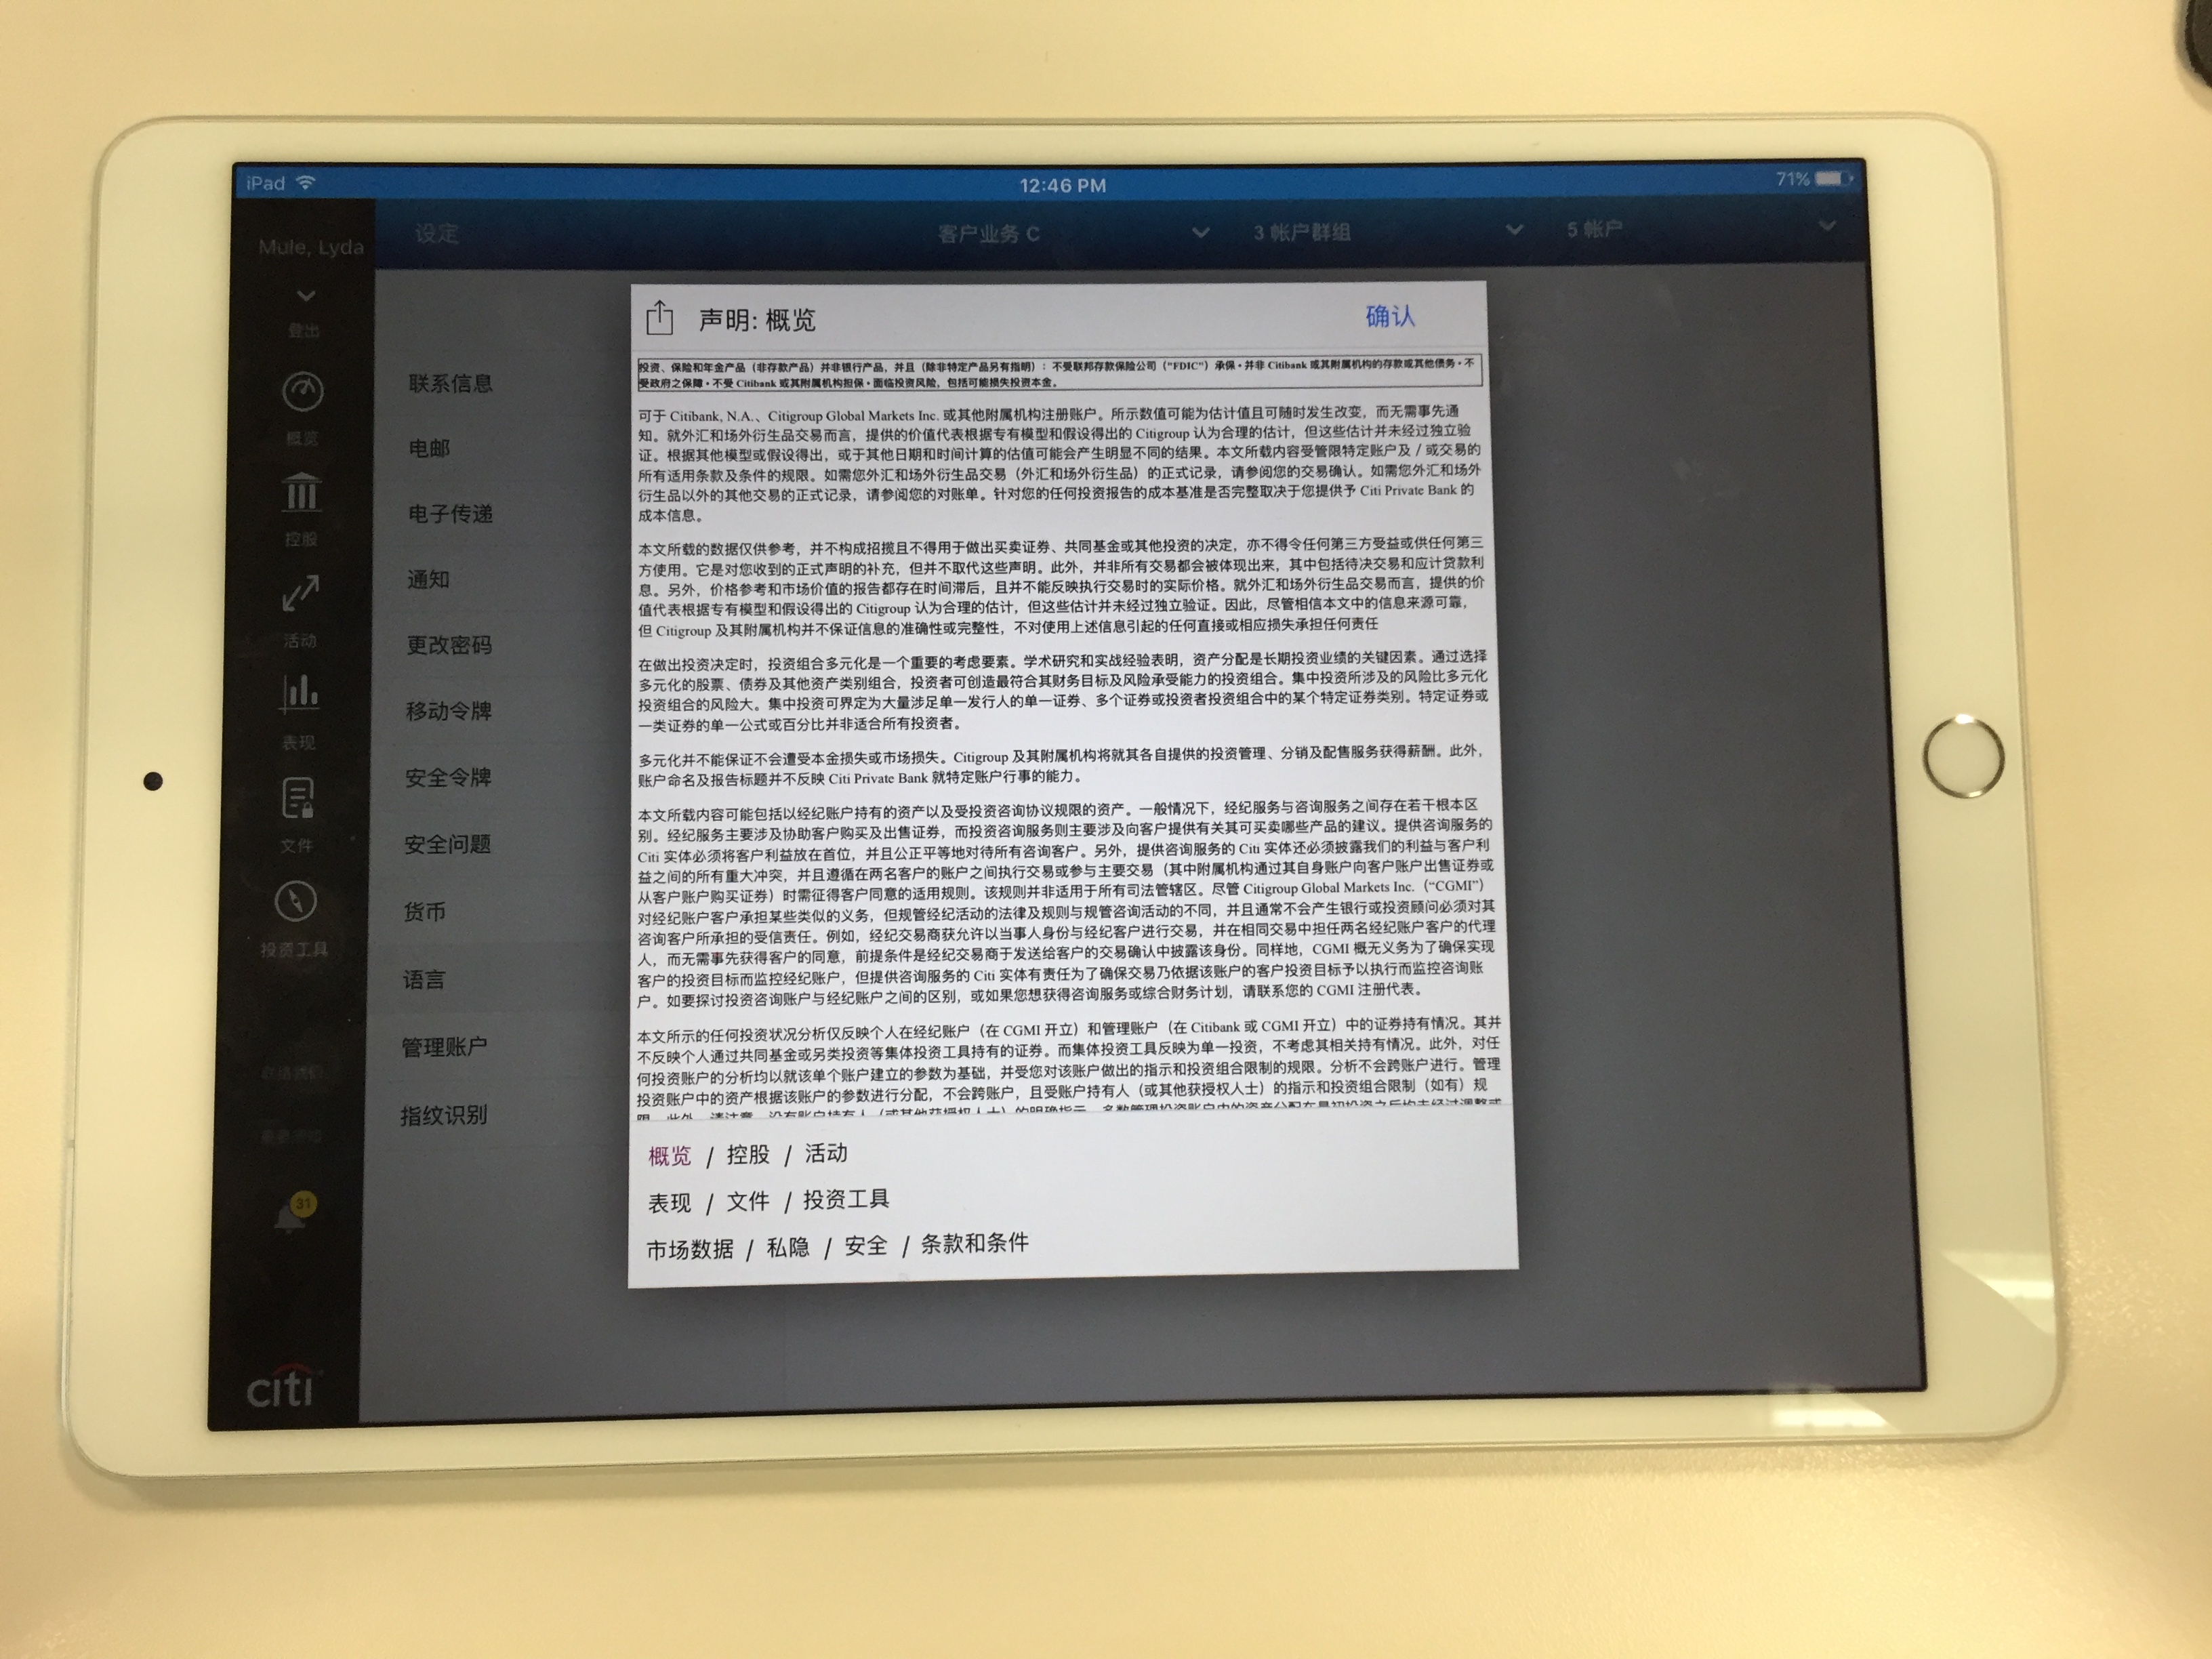 iPad
12:46 PM
71%
Mule, Lyda
设定
客户业务 C
3 帐户群组
5 帐户
登出
概览
控股
活动
表现
文件
投资工具
31
citi
联系信息
电邮
电子传递
通知
更改密码
移动令牌
安全令牌
安全问题
货币
语言
管理账户
指纹识别
声明: 概览
确认
投资、保险和年金产品（非存款产品）并非银行产品，并且（除非特定产品另有指明）：不受联邦存款保险公司（“FDIC”）承保 • 并非 Citibank 或其附属机构的存款或其他债务 • 不
受政府之保障 • 不受 Citibank 或其附属机构担保 • 面临投资风险，包括可能损失投资本金。
可于 Citibank, N.A.、Citigroup Global Markets Inc. 或其他附属机构注册账户。所示数值可能为估计值且可随时发生改变，而无需事先通
知。就外汇和场外衍生品交易而言，提供的价值代表根据专有模型和假设得出的 Citigroup 认为合理的估计，但这些估计并未经过独立验
证。根据其他模型或假设得出，或于其他日期和时间计算的估值可能会产生明显不同的结果。本文所载内容受管限特定账户及 / 或交易的
所有适用条款及条件的规限。如需您外汇和场外衍生品交易（外汇和场外衍生品）的正式记录，请参阅您的交易确认。如需您外汇和场外
衍生品以外的其他交易的正式记录，请参阅您的对账单。针对您的任何投资报告的成本基准是否完整取决于您提供予 Citi Private Bank 的
成本信息。
本文所载的数据仅供参考，并不构成招揽且不得用于做出买卖证券、共同基金或其他投资的决定，亦不得令任何第三方受益或供任何第三
方使用。它是对您收到的正式声明的补充，但并不取代这些声明。此外，并非所有交易都会被体现出来，其中包括待决交易和应计贷款利
息。另外，价格参考和市场价值的报告都存在时间滞后，且并不能反映执行交易时的实际价格。就外汇和场外衍生品交易而言，提供的价
值代表根据专有模型和假设得出的 Citigroup 认为合理的估计，但这些估计并未经过独立验证。因此，尽管相信本文中的信息来源可靠，
但 Citigroup 及其附属机构并不保证信息的准确性或完整性，不对使用上述信息引起的任何直接或相应损失承担任何责任
在做出投资决定时，投资组合多元化是一个重要的考虑要素。学术研究和实战经验表明，资产分配是长期投资业绩的关键因素。通过选择
多元化的股票、债券及其他资产类别组合，投资者可创造最符合其财务目标及风险承受能力的投资组合。集中投资所涉及的风险比多元化
投资组合的风险大。集中投资可界定为大量涉足单一发行人的单一证券、多个证券或投资者投资组合中的某个特定证券类别。特定证券或
一类证券的单一公式或百分比并非适合所有投资者。
多元化并不能保证不会遭受本金损失或市场损失。Citigroup 及其附属机构将就其各自提供的投资管理、分销及配售服务获得薪酬。此外，
账户命名及报告标题并不反映 Citi Private Bank 就特定账户行事的能力。
本文所载内容可能包括以经纪账户持有的资产以及受投资咨询协议规限的资产。一般情况下，经纪服务与咨询服务之间存在若干根本区
别。经纪服务主要涉及协助客户购买及出售证券，而投资咨询服务则主要涉及向客户提供有关其可买卖哪些产品的建议。提供咨询服务的
Citi 实体必须将客户利益放在首位，并且公正平等地对待所有咨询客户。另外，提供咨询服务的 Citi 实体还必须披露我们的利益与客户利
益之间的所有重大冲突，并且遵循在两名客户的账户之间执行交易或参与主要交易（其中附属机构通过其自身账户向客户账户出售证券或
从客户账户购买证券）时需征得客户同意的适用规则。该规则并非适用于所有司法管辖区。尽管 Citigroup Global Markets Inc.（“CGMI”）
对经纪账户客户承担某些类似的义务，但规管经纪活动的法律及规则与规管咨询活动的不同，并且通常不会产生银行或投资顾问必须对其
咨询客户所承担的受信责任。例如，经纪交易商获允许以当事人身份与经纪客户进行交易，并在相同交易中担任两名经纪账户客户的代理
人，而无需事先获得客户的同意，前提条件是经纪交易商于发送给客户的交易确认中披露该身份。同样地，CGMI 概无义务为了确保实现
客户的投资目标而监控经纪账户，但提供咨询服务的 Citi 实体有责任为了确保交易乃依据该账户的客户投资目标予以执行而监控咨询账
户。如要探讨投资咨询账户与经纪账户之间的区别，或如果您想获得咨询服务或综合财务计划，请联系您的 CGMI 注册代表。
本文所示的任何投资状况分析仅反映个人在经纪账户（在 CGMI 开立）和管理账户（在 Citibank 或 CGMI 开立）中的证券持有情况。其并
不反映个人通过共同基金或另类投资等集体投资工具持有的证券。而集体投资工具反映为单一投资，不考虑其相关持有情况。此外，对任
何投资账户的分析均以就该单个账户建立的参数为基础，并受您对该账户做出的指示和投资组合限制的规限。分析不会跨账户进行。管理
投资账户中的资产根据该账户的参数进行分配，不会跨账户，且受账户持有人（或其他获授权人士）的指示和投资组合限制（如有）规
概览 / 控股 / 活动
表现 / 文件 / 投资工具
市场数据 / 私隐 / 安全 / 条款和条件